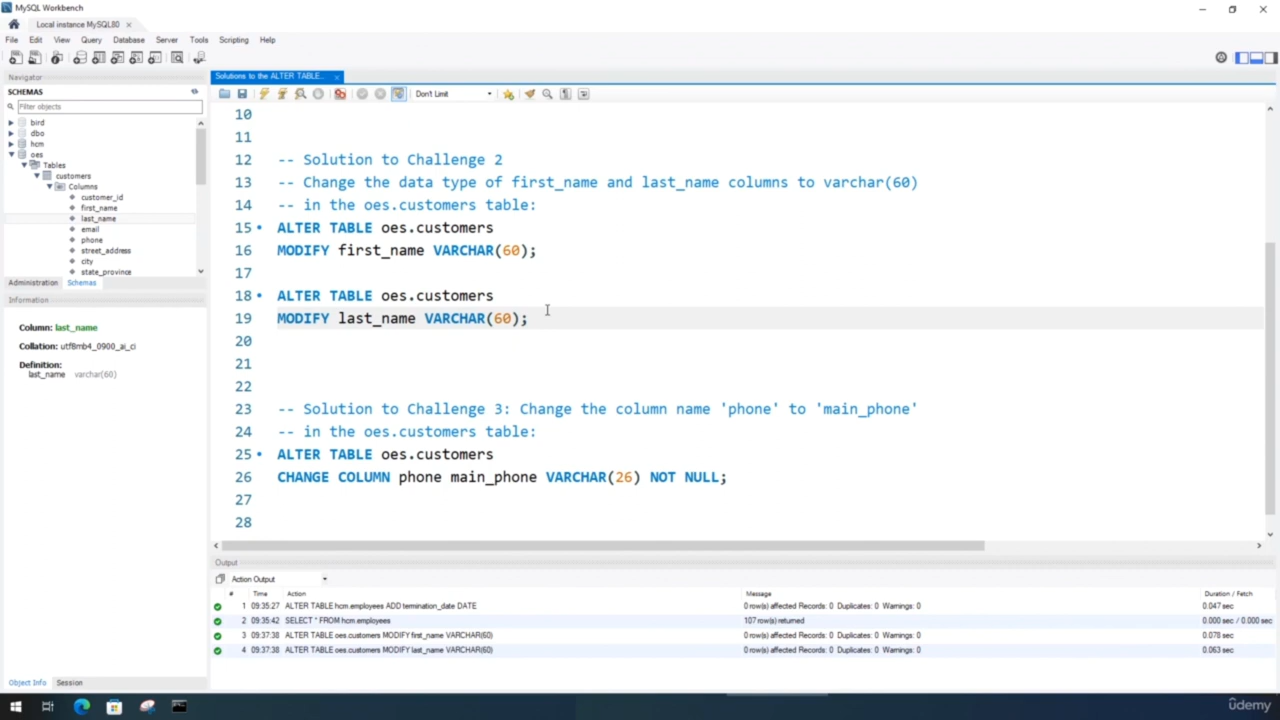 MySQL Workbench
Local instance MySQL80 ×
File Edit View Query Database Server Tools Scripting Help
Navigator
SCHEMAS
Filter objects
bird
dbo
hcm
oes
Tables
customers
Columns
customer_id
first_name
last_name
email
phone
street_address
city
state_province
Administration Schemas
Information
Column: last_name
Collation: utf8mb4_0900_ai_ci
Definition:
last_name varchar(60)
Object Info Session
Solutions to the ALTER TABLE... ×
Don't Limit
10
11
12 -- Solution to Challenge 2
13 -- Change the data type of first_name and last_name columns to varchar(60)
14 -- in the oes.customers table:
15 ALTER TABLE oes.customers
16 MODIFY first_name VARCHAR(60);
17
18 ALTER TABLE oes.customers
19 MODIFY last_name VARCHAR(60);
20
21
22
23 -- Solution to Challenge 3: Change the column name 'phone' to 'main_phone'
24 -- in the oes.customers table:
25 ALTER TABLE oes.customers
26 CHANGE COLUMN phone main_phone VARCHAR(26) NOT NULL;
27
28
Output
Action Output
# Time Action Message Duration / Fetch
1 09:35:27 ALTER TABLE hcm.employees ADD termination_date DATE 0 row(s) affected Records: 0 Duplicates: 0 Warnings: 0 0.047 sec
2 09:35:42 SELECT * FROM hcm.employees 107 row(s) returned 0.000 sec / 0.000 sec
3 09:37:38 ALTER TABLE oes.customers MODIFY first_name VARCHAR(60) 0 row(s) affected Records: 0 Duplicates: 0 Warnings: 0 0.078 sec
4 09:37:38 ALTER TABLE oes.customers MODIFY last_name VARCHAR(60) 0 row(s) affected Records: 0 Duplicates: 0 Warnings: 0 0.063 sec
ûdemy